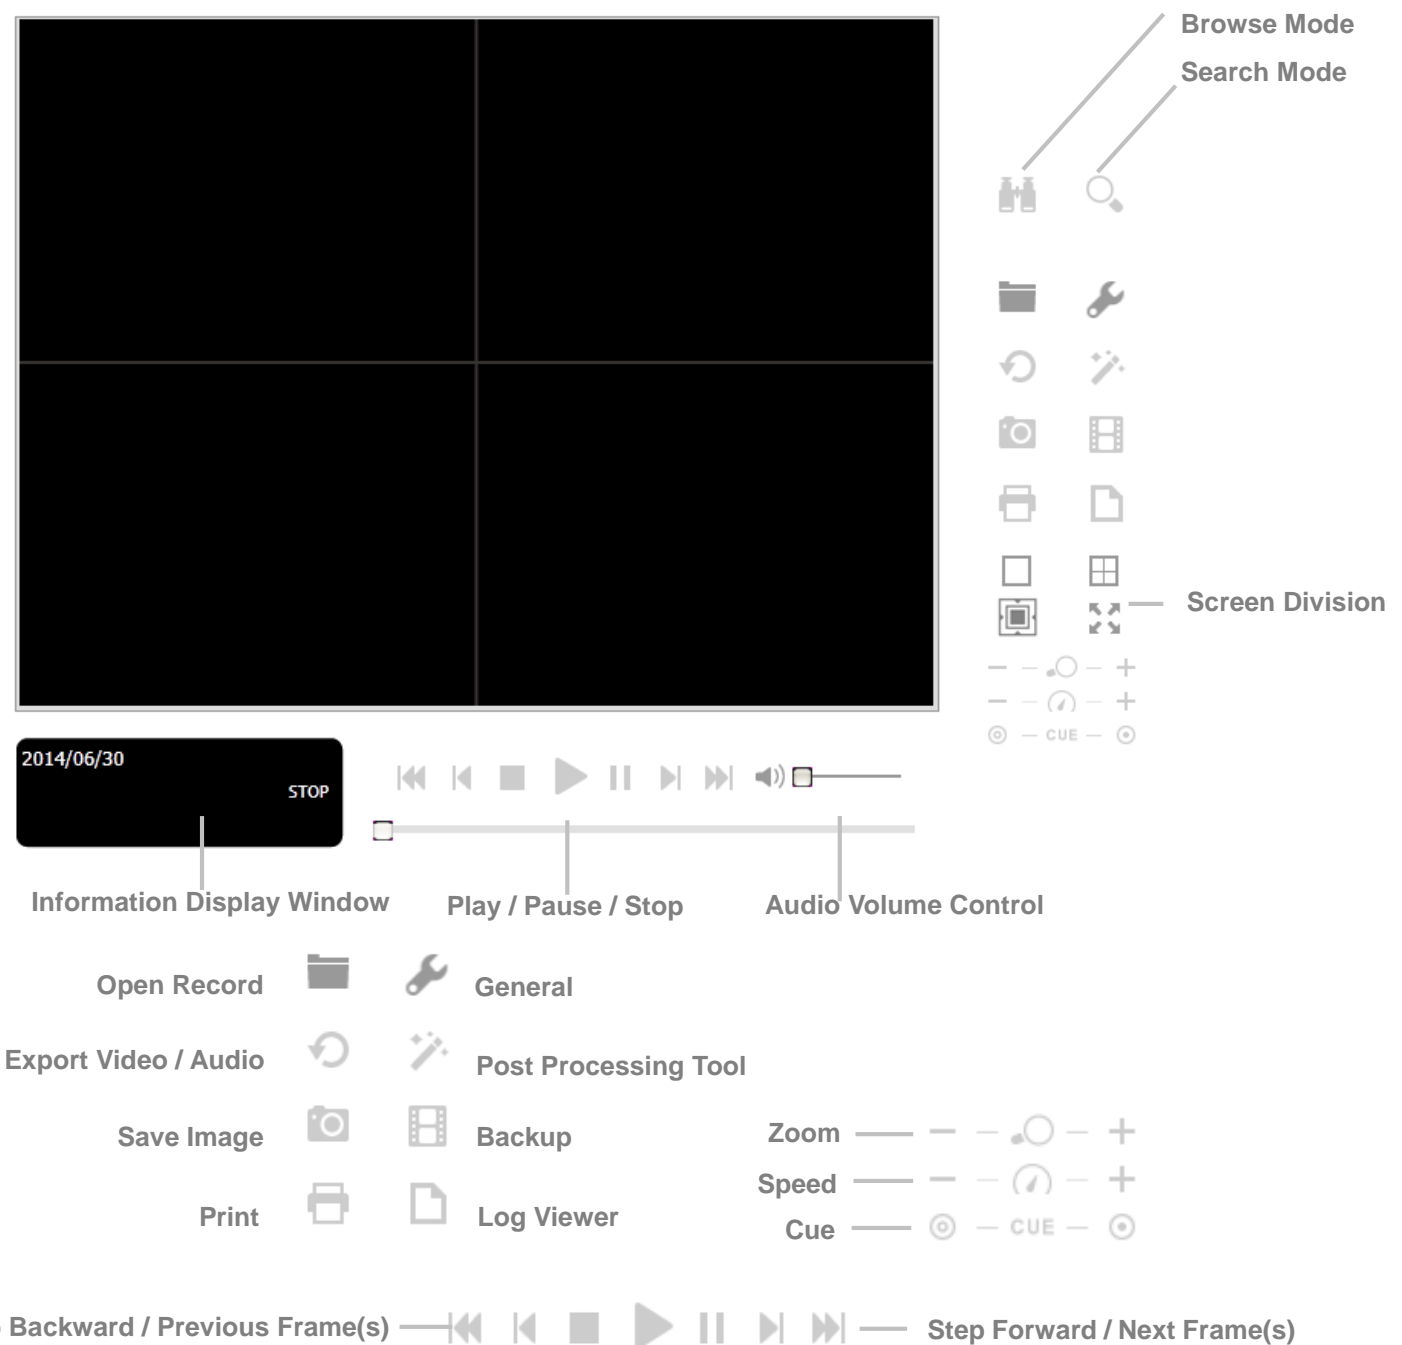 Browse Mode
Search Mode
Screen Division
CUE
2014/06/30
STOP
Information Display Window
Play / Pause / Stop
Audio Volume Control
Open Record
General
Export Video / Audio
Post Processing Tool
Save Image
Backup
Zoom
Speed
Print
Log Viewer
Cue
CUE
Backward / Previous Frame(s)
Step Forward / Next Frame(s)